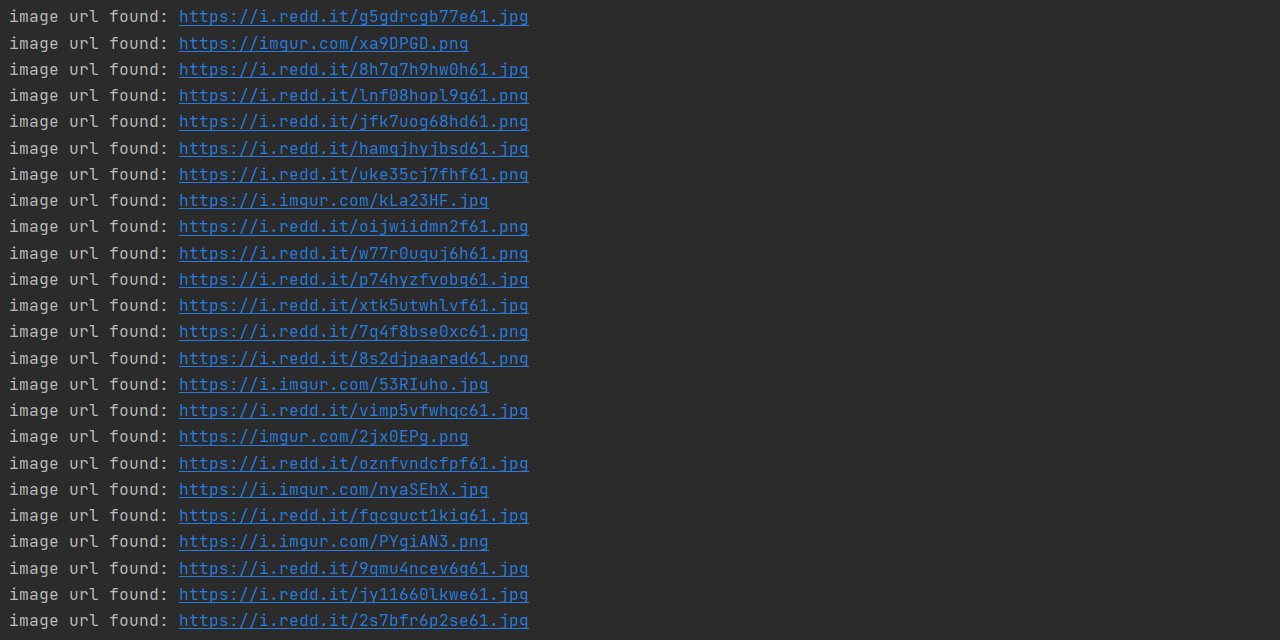 image url found: https://i.redd.it/g5gdrcgb77e61.jpg
image url found: https://imgur.com/xa9DPGD.png
image url found: https://i.redd.it/8h7q7h9hw0h61.jpg
image url found: https://i.redd.it/lnf08hopl9g61.png
image url found: https://i.redd.it/jfk7uog68hd61.png
image url found: https://i.redd.it/hamqjhyjbsd61.jpg
image url found: https://i.redd.it/uke35cj7fhf61.png
image url found: https://i.imgur.com/kLa23HF.jpg
image url found: https://i.redd.it/oijwiidmn2f61.png
image url found: https://i.redd.it/w77r0uquj6h61.png
image url found: https://i.redd.it/p74hyzfvobg61.jpg
image url found: https://i.redd.it/xtk5utwhlvf61.jpg
image url found: https://i.redd.it/7q4f8bse0xc61.png
image url found: https://i.redd.it/8s2djpaarad61.png
image url found: https://i.imgur.com/53RIuho.jpg
image url found: https://i.redd.it/vimp5vfwhqc61.jpg
image url found: https://imgur.com/2jx0EPg.png
image url found: https://i.redd.it/oznfvndcfpf61.jpg
image url found: https://i.imgur.com/nyaSEhX.jpg
image url found: https://i.redd.it/fqcquct1kig61.jpg
image url found: https://i.imgur.com/PYgiAN3.png
image url found: https://i.redd.it/9qmu4ncev6g61.jpg
image url found: https://i.redd.it/jy11660lkwe61.jpg
image url found: https://i.redd.it/2s7bfr6p2se61.jpg